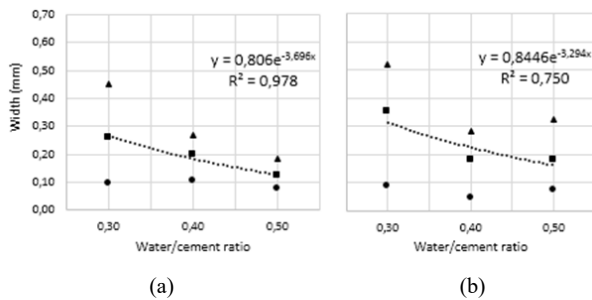 0,70
0,60
0,50
0,40
0,30
0,20
0,10
0,00
Width (mm)
y = 0,806e-3,696x
R² = 0,978
0,30 0,40 0,50
Water/cement ratio
(a)
y = 0,8446e-3,294x
R² = 0,750
0,30 0,40 0,50
Water/cement ratio
(b)